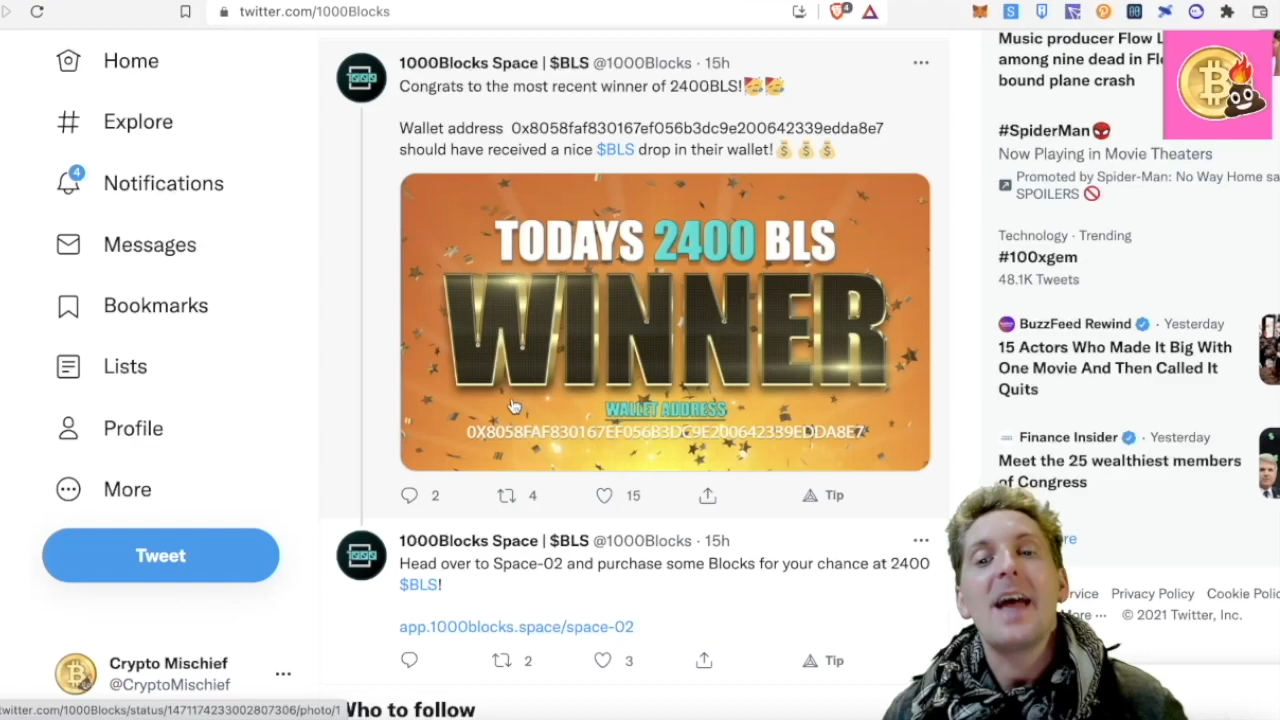 twitter.com/1000Blocks
4
Home
Explore
4
Notifications
Messages
Bookmarks
Lists
Profile
More
Tweet
Crypto Mischief
@CryptoMischief
twitter.com/1000Blocks/status/1471174233002807306/photo/1
1000Blocks Space | $BLS @1000Blocks · 15h
Congrats to the most recent winner of 2400BLS!🥳🥳
Wallet address 0x8058faf830167ef056b3dc9e200642339edda8e7
should have received a nice $BLS drop in their wallet!💰💰💰
TODAYS 2400 BLS
WINNER
WALLET ADDRESS
0X8058FAF830167EF056B3DC9E200642339EDDA8E7
2 4 15 Tip
1000Blocks Space | $BLS @1000Blocks · 15h
Head over to Space-02 and purchase some Blocks for your chance at 2400
$BLS!
app.1000blocks.space/space-02
2 3 Tip
Who to follow
Music producer Flow
among nine dead in
bound plane crash
#SpiderMan
Now Playing in Movie Theaters
Promoted by Spider-Man: No Way Home
SPOILERS 🚫
Technology · Trending
#100xgem
48.1K Tweets
BuzzFeed Rewind · Yesterday
15 Actors Who Made It Big With
One Movie And Then Called It
Quits
Finance Insider · Yesterday
Meet the 25 wealthiest members
of Congress
Privacy Policy Cookie
© 2021 Twitter, Inc.